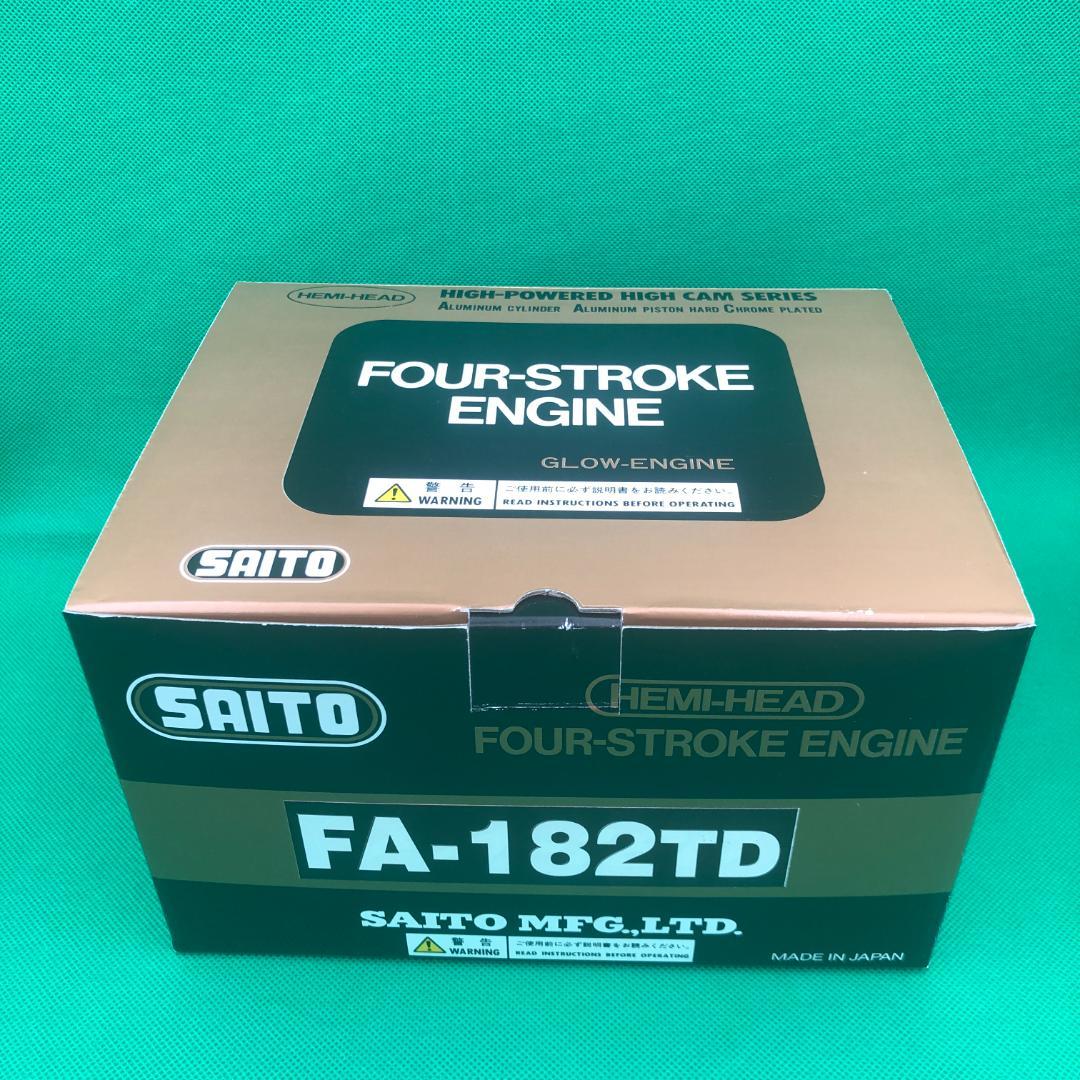 HEMI-HEAD
HIGH-POWERED HIGH CAM SERIES
ALUMINUM CYLINDER ALUMINUM PISTON HARD CHROME PLATED
FOUR-STROKE
ENGINE
GLOW-ENGINE
警告
WARNING
ご使用前に必ず説明書をお読みください。
READ INSTRUCTIONS BEFORE OPERATING
SAITO
SAITO
HEMI-HEAD
FOUR-STROKE ENGINE
FA-182TD
SAITO MFG.,LTD.
警告
WARNING
ご使用前に必ず説明書をお読みください。
READ INSTRUCTIONS BEFORE OPERATING
MADE IN JAPAN